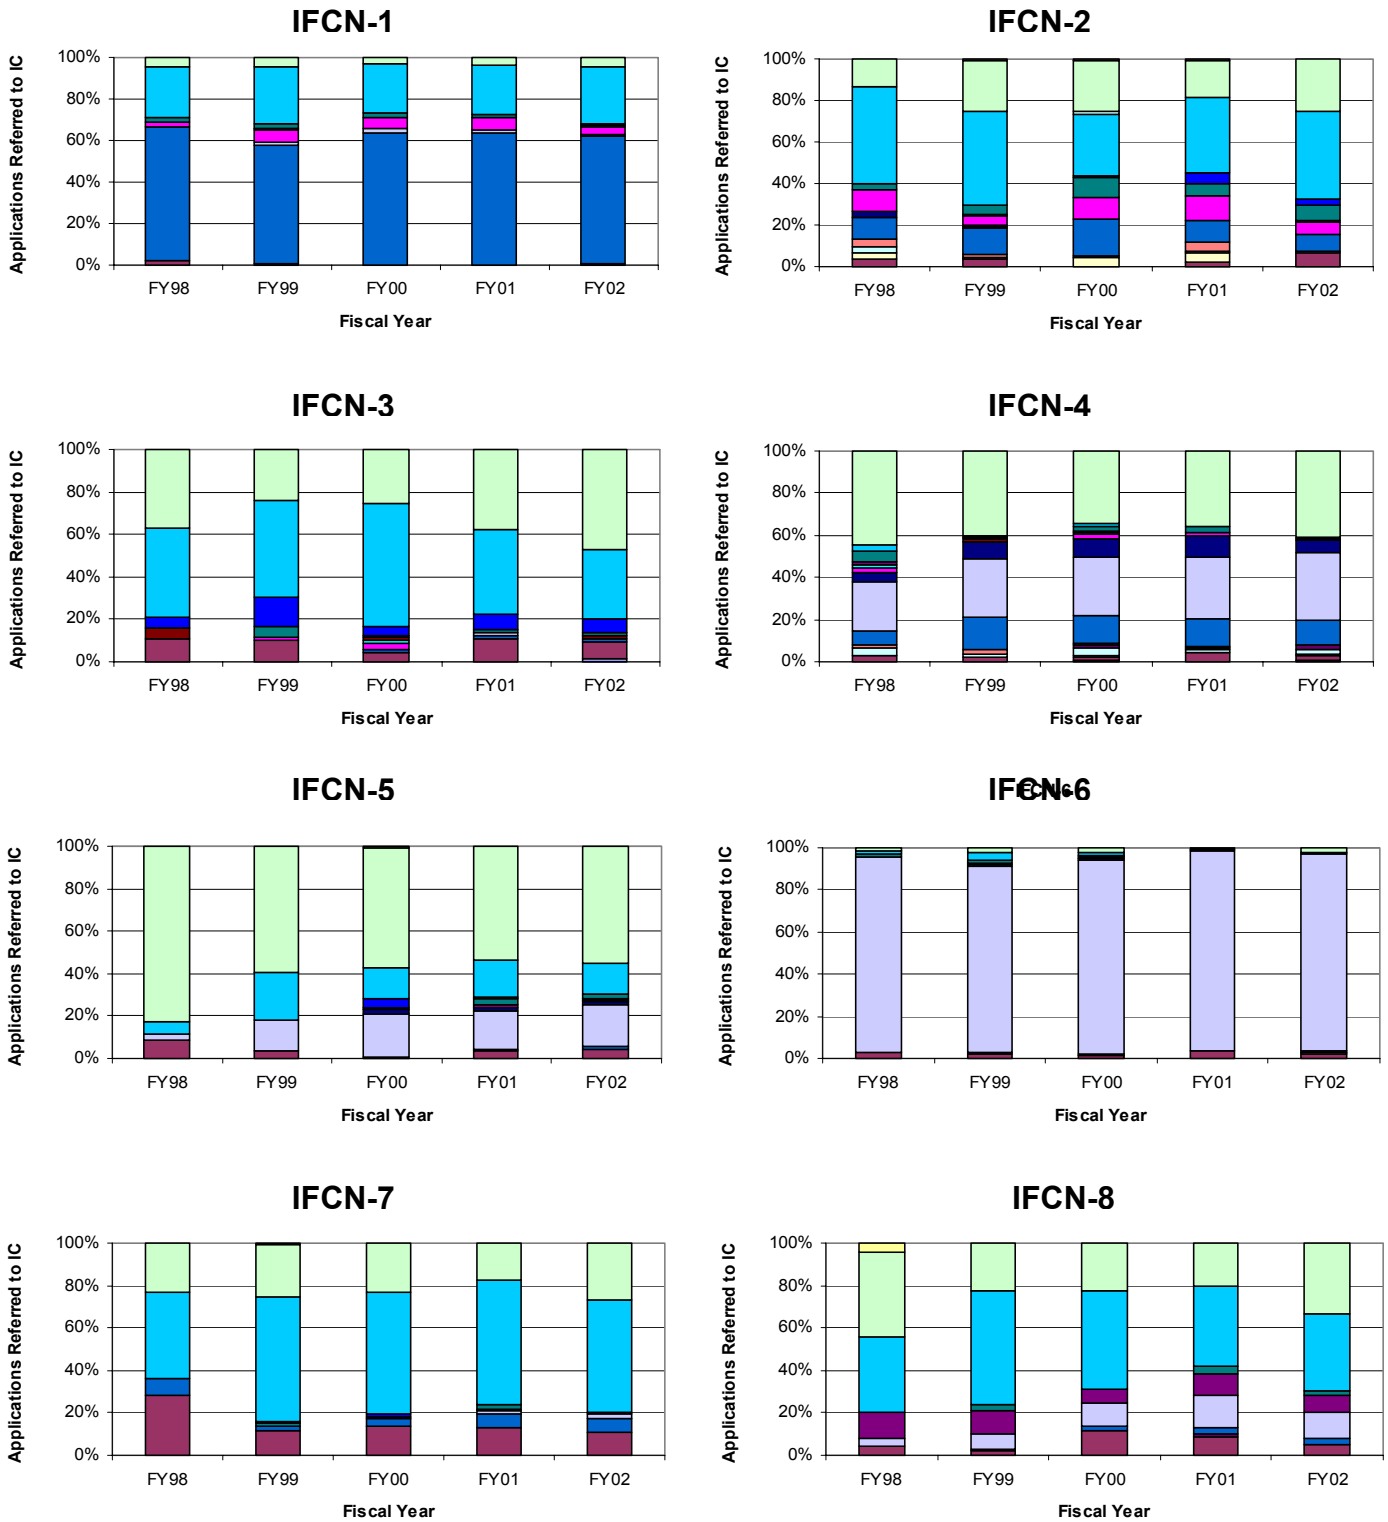 IFCN-1
Applications Referred to IC
100%
80%
60%
40%
20%
0%
FY98 FY99 FY00 FY01 FY02
Fiscal Year
IFCN-2
Applications Referred to IC
100%
80%
60%
40%
20%
0%
FY98 FY99 FY00 FY01 FY02
Fiscal Year
IFCN-3
Applications Referred to IC
100%
80%
60%
40%
20%
0%
FY98 FY99 FY00 FY01 FY02
Fiscal Year
IFCN-4
Applications Referred to IC
100%
80%
60%
40%
20%
0%
FY98 FY99 FY00 FY01 FY02
Fiscal Year
IFCN-5
Applications Referred to IC
100%
80%
60%
40%
20%
0%
FY98 FY99 FY00 FY01 FY02
Fiscal Year
IFCN-6
IFCN-6
Applications Referred to IC
100%
80%
60%
40%
20%
0%
FY98 FY99 FY00 FY01 FY02
Fiscal Year
IFCN-7
Applications Referred to IC
100%
80%
60%
40%
20%
0%
FY98 FY99 FY00 FY01 FY02
Fiscal Year
IFCN-8
Applications Referred to IC
100%
80%
60%
40%
20%
0%
FY98 FY99 FY00 FY01 FY02
Fiscal Year